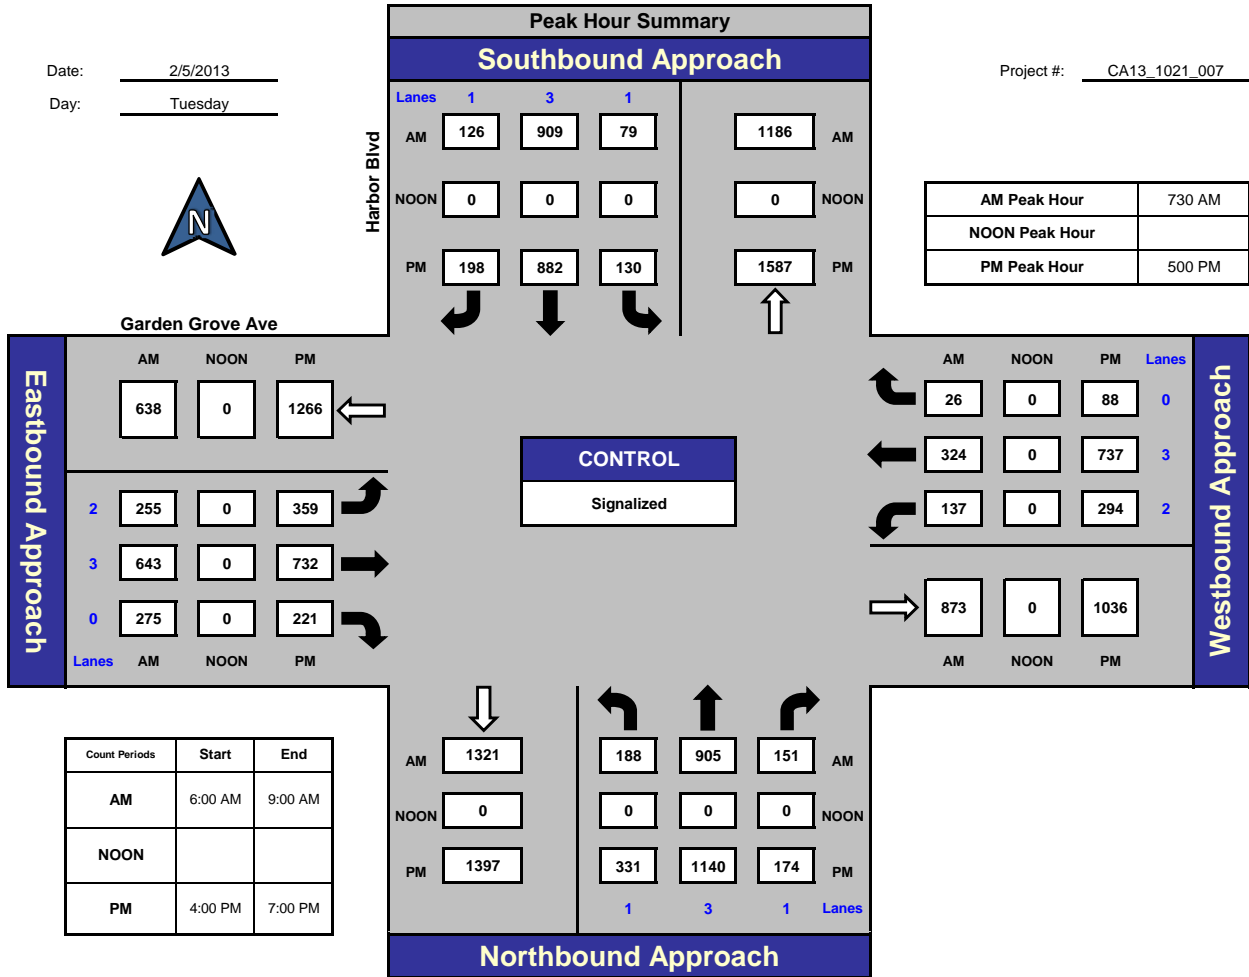 Peak Hour Summary
Southbound Approach
Date: 2/5/2013
Day: Tuesday
Project #: CA13_1021_007
N
Harbor Blvd
Lanes 1 3 1
AM 126 909 79 1186 AM
NOON 0 0 0 0 NOON
PM 198 882 130 1587 PM
AM Peak Hour 730 AM
NOON Peak Hour
PM Peak Hour 500 PM
Garden Grove Ave
Eastbound Approach
AM NOON PM
638 0 1266
2 255 0 359
3 643 0 732
0 275 0 221
Lanes AM NOON PM
CONTROL
Signalized
AM NOON PM Lanes
26 0 88 0
324 0 737 3
137 0 294 2
873 0 1036
AM NOON PM
Westbound Approach
Count Periods Start End
AM 6:00 AM 9:00 AM
NOON
PM 4:00 PM 7:00 PM
AM 1321 188 905 151 AM
NOON 0 0 0 0 NOON
PM 1397 331 1140 174 PM
1 3 1 Lanes
Northbound Approach